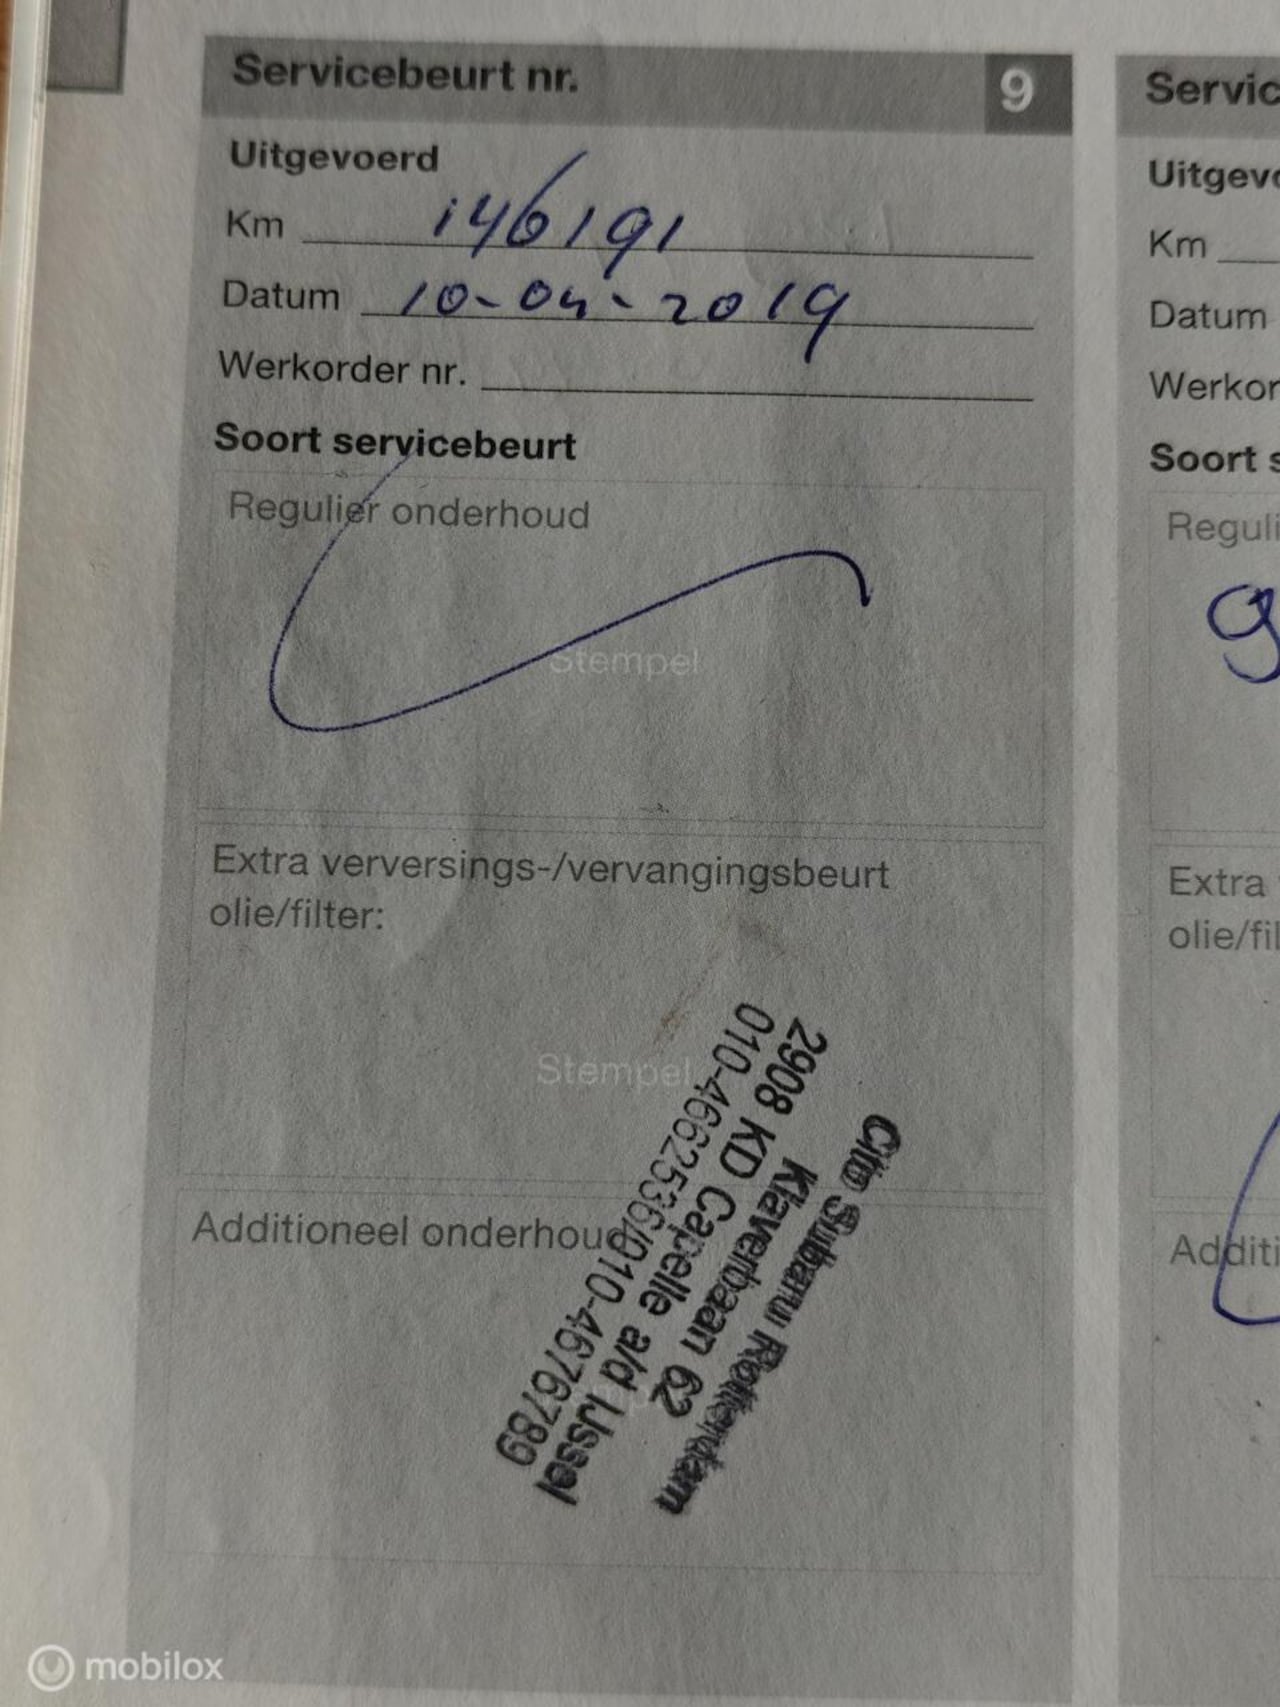 Servicebeurt nr. 9
Uitgevoerd
Km 146191
Datum 10-04-2019
Werkorder nr.
Soort servicebeurt
Regulier onderhoud
Stempel
Extra verversings-/vervangingsbeurt
olie/filter:
Stempel
Additioneel onderhoud
Cito Subaru Rotterdam
Klaverbaan 62
2908 KD Capelle a/d IJssel
010-4662536/010-4676789
Servic
Uitgevo
Km
Datum
Werkor
Soort s
Reguli
Extra
olie/fil
Additi
mobilox